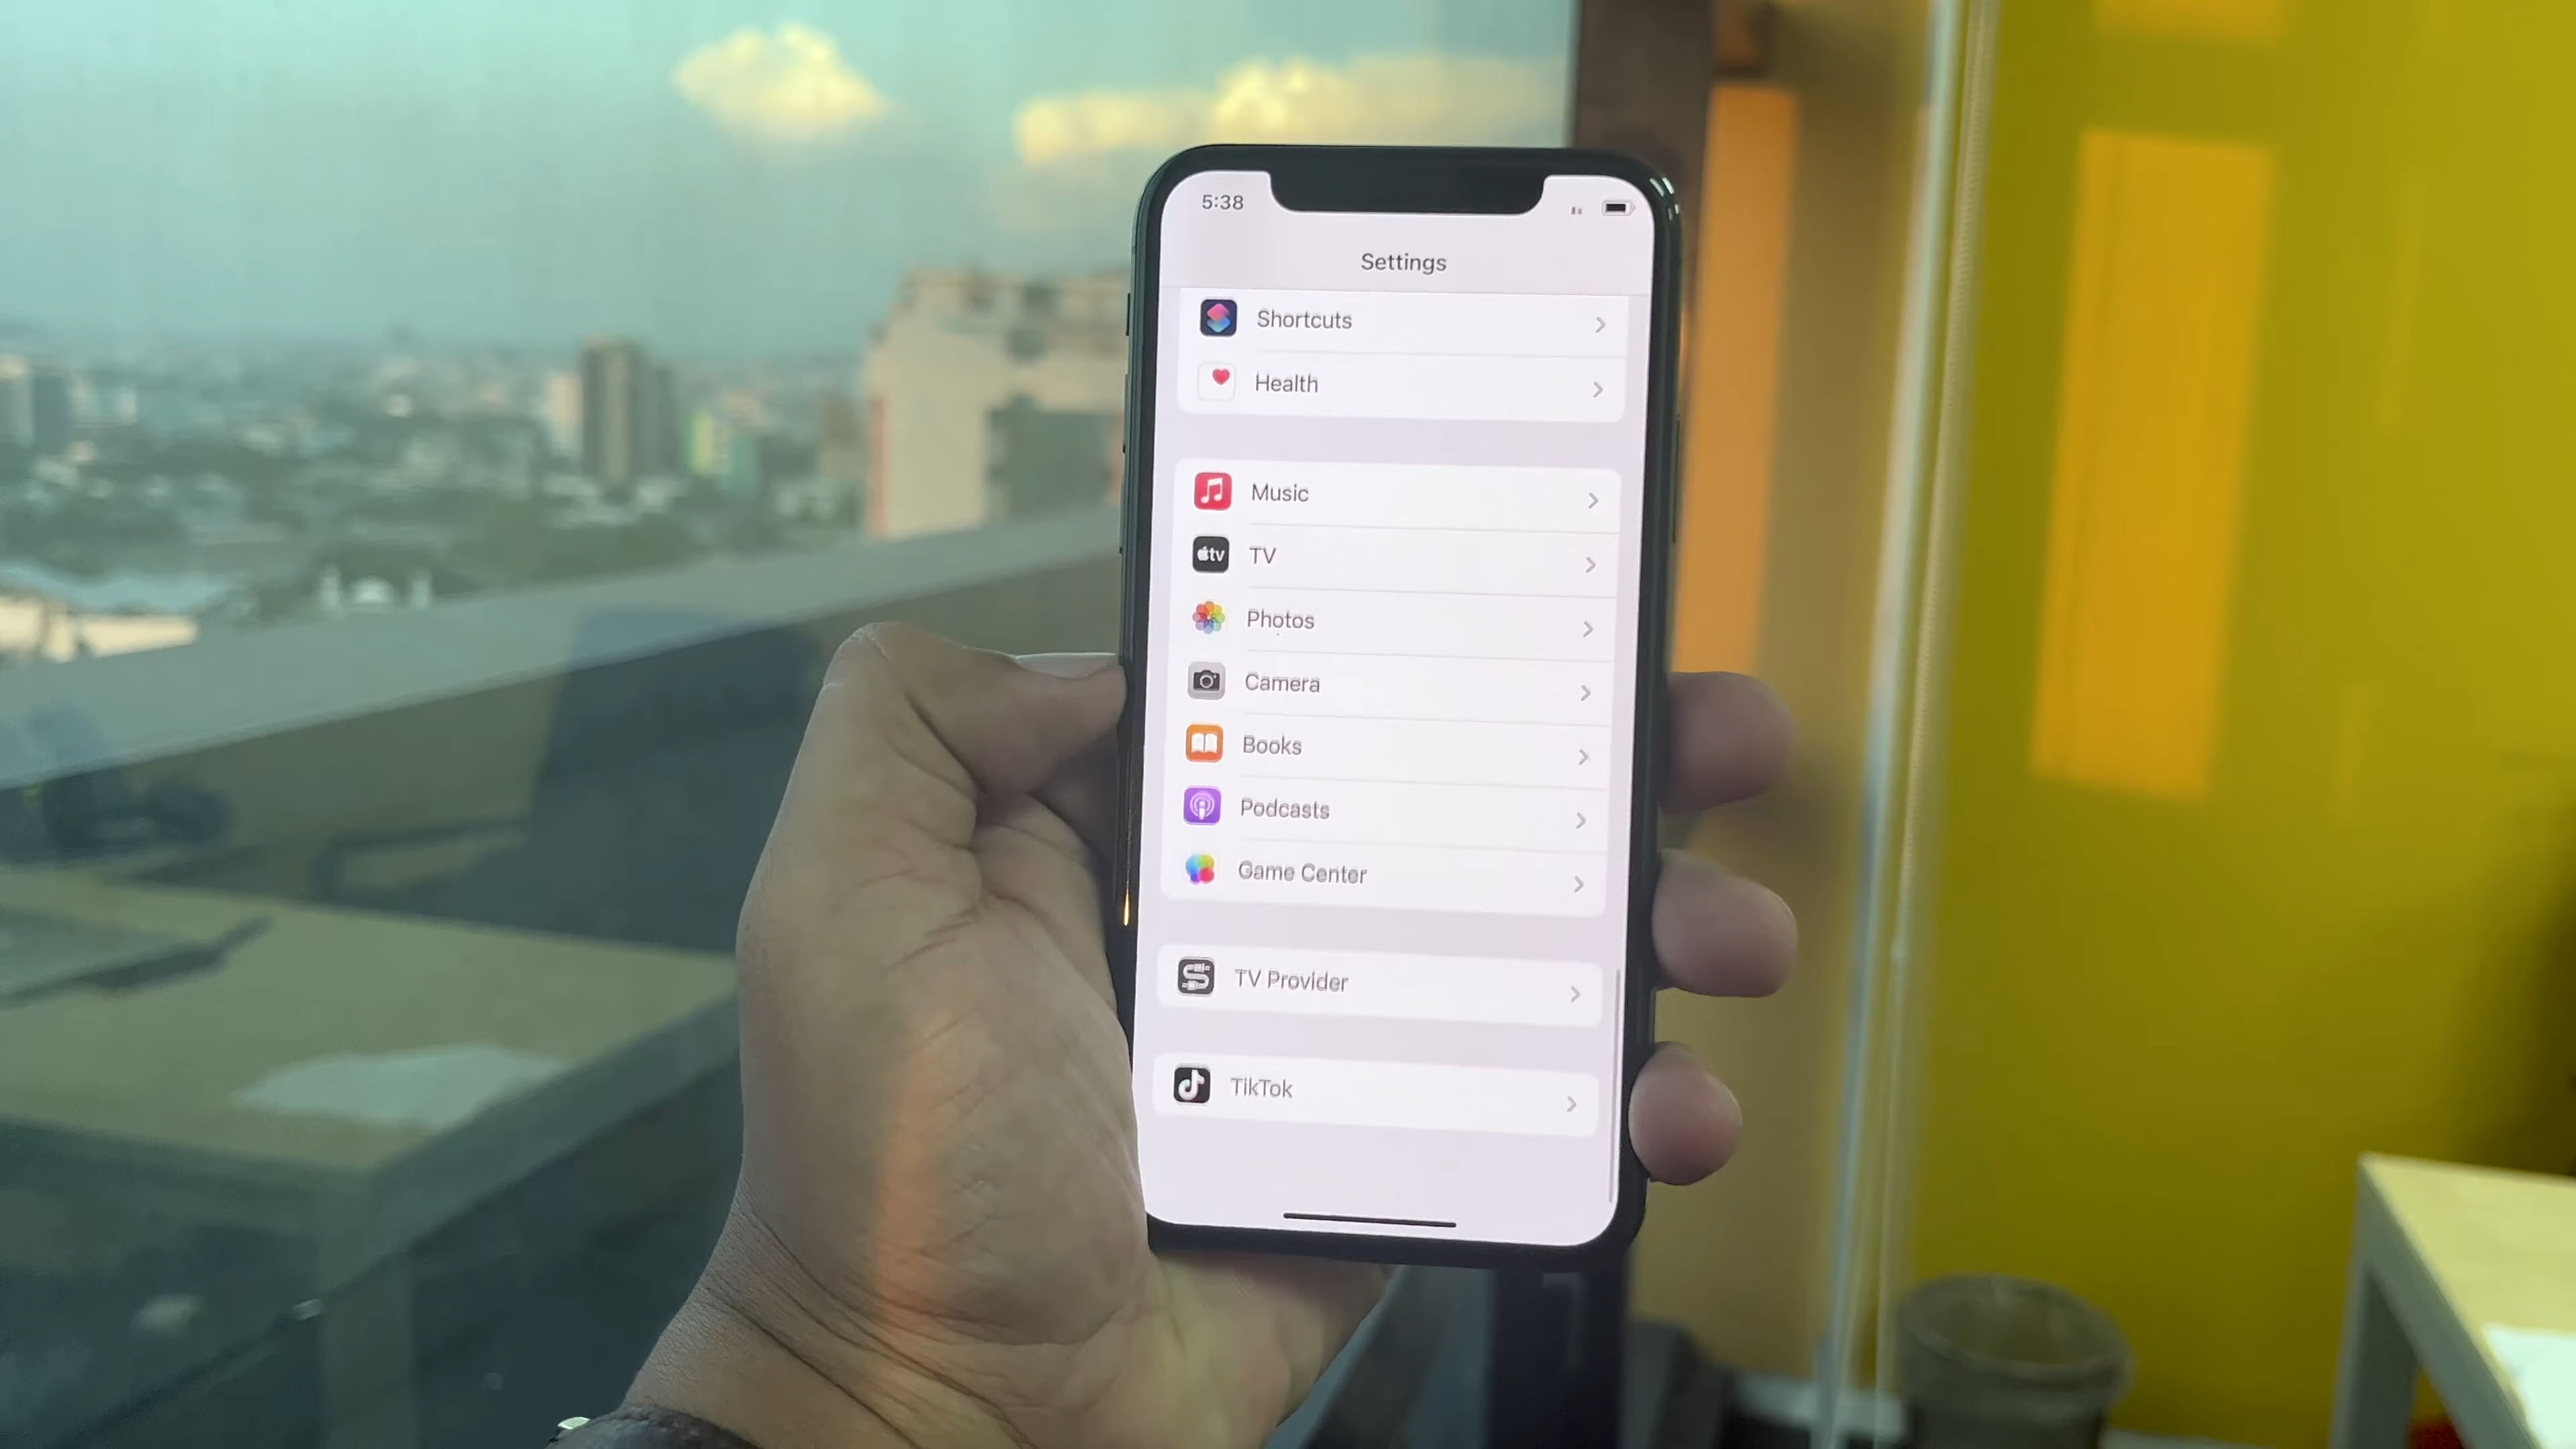 5:38
Settings
Shortcuts
Health
Music
tv TV
Photos
Camera
Books
Podcasts
Game Center
TV Provider
TikTok